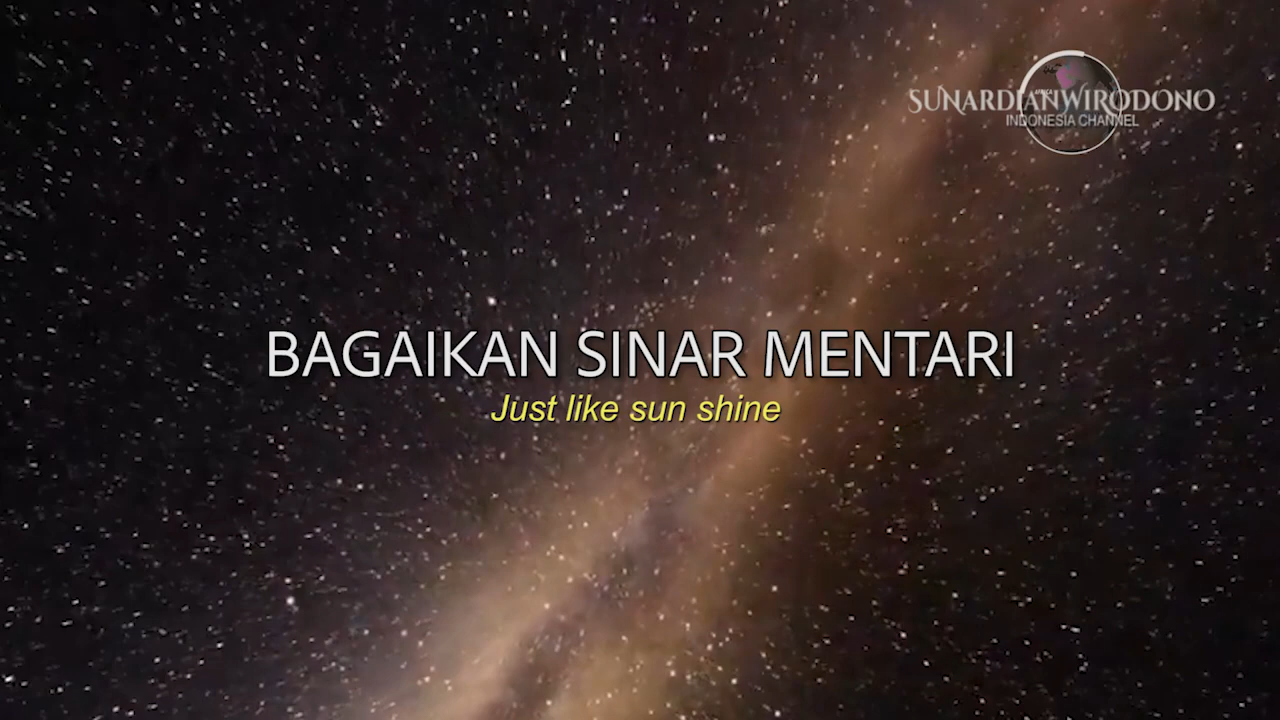 SUNARDIANWIRODONO
INDONESIA CHANNEL
BAGAIKAN SINAR MENTARI
Just like sun shine